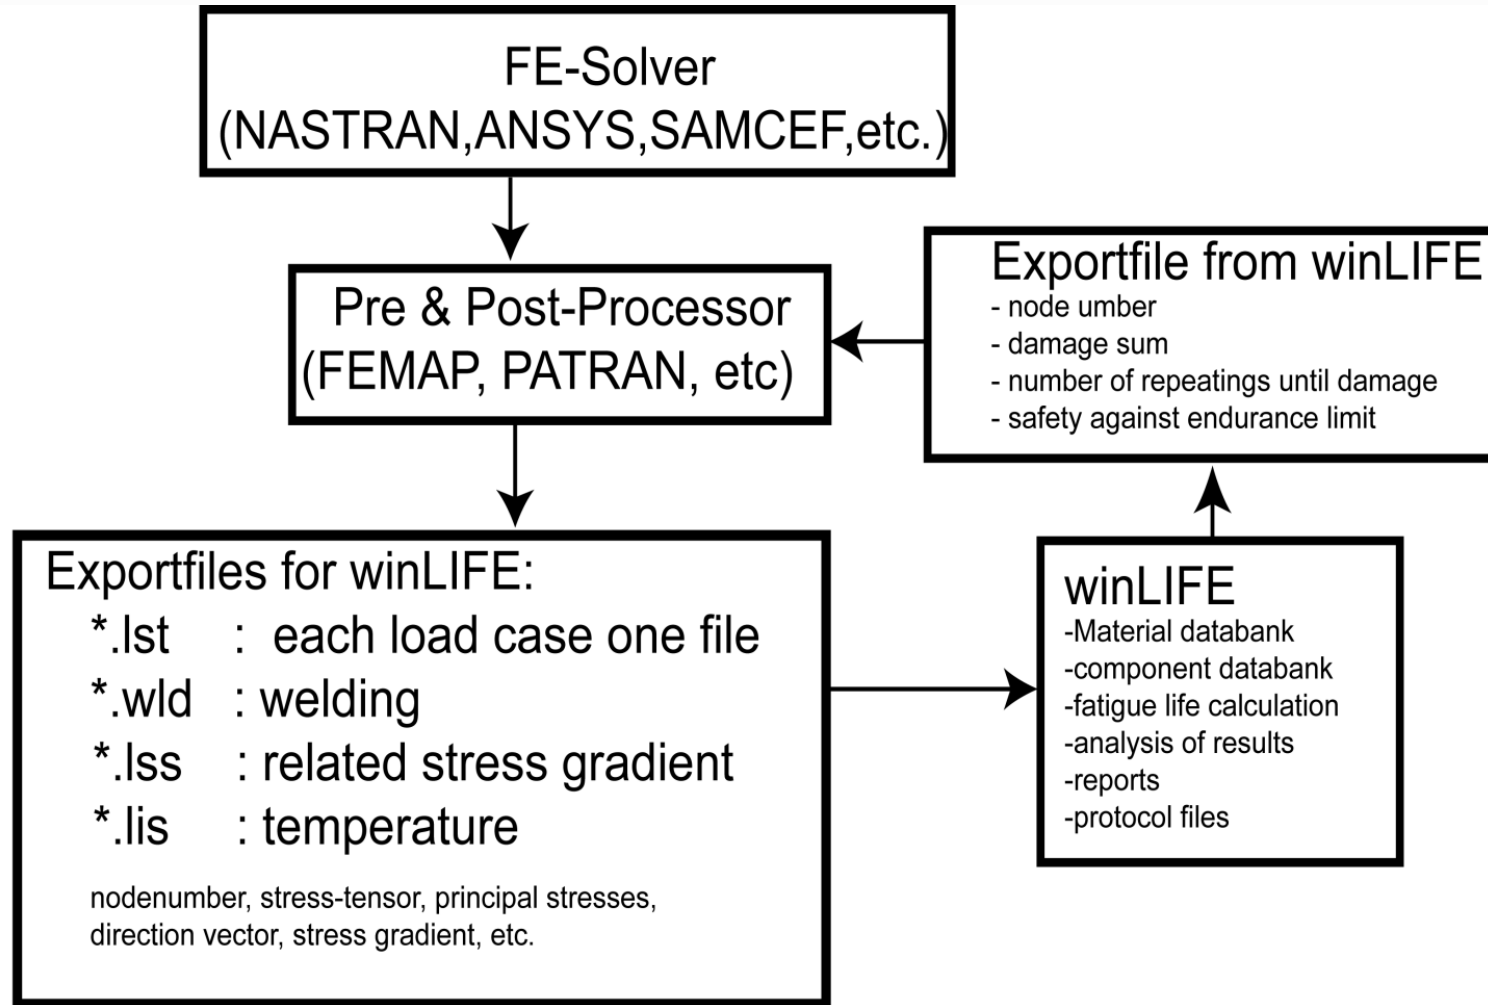 FE-Solver
(NASTRAN,ANSYS,SAMCEF,etc.)
Pre & Post-Processor
(FEMAP, PATRAN, etc)
Exportfile from winLIFE
- node umber
- damage sum
- number of repeatings until damage
- safety against endurance limit
Exportfiles for winLIFE:
*.lst : each load case one file
*.wld : welding
*.lss : related stress gradient
*.lis : temperature
nodenumber, stress-tensor, principal stresses,
direction vector, stress gradient, etc.
winLIFE
-Material databank
-component databank
-fatigue life calculation
-analysis of results
-reports
-protocol files